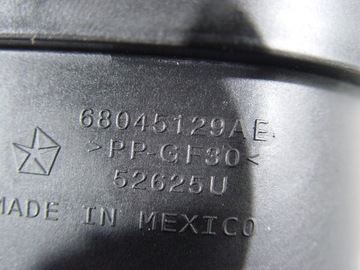 68045129AE
>PP-GF30<
52625U
MADE IN MEXICO